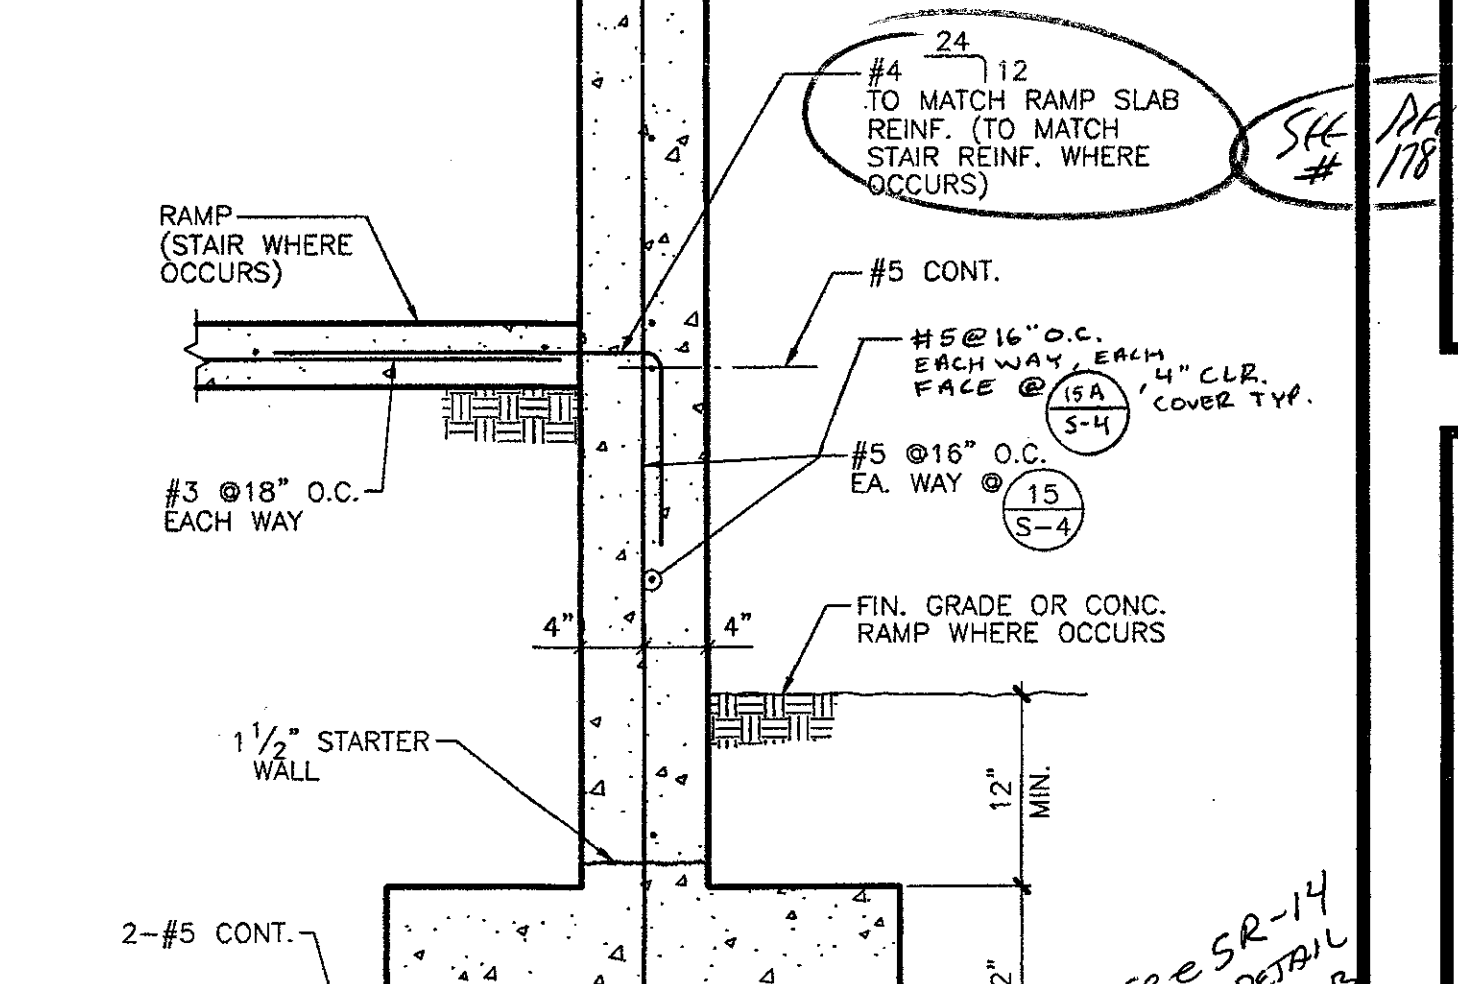 24
#4 12
TO MATCH RAMP SLAB
REINF. (TO MATCH
STAIR REINF. WHERE
OCCURS)
SEE
# 178
RAMP
(STAIR WHERE
OCCURS)
#5 CONT.
#5@16" O.C.
EACH WAY, EACH
FACE @ 15A S-4 , 4" CLR.
COVER TYP.
#5 @16" O.C.
EA. WAY @ 15
S-4
#3 @18" O.C.
EACH WAY
FIN. GRADE OR CONC.
RAMP WHERE OCCURS
4" 4"
1 1/2" STARTER
WALL
12"
MIN.
2-#5 CONT.
see SR-14
DETAIL